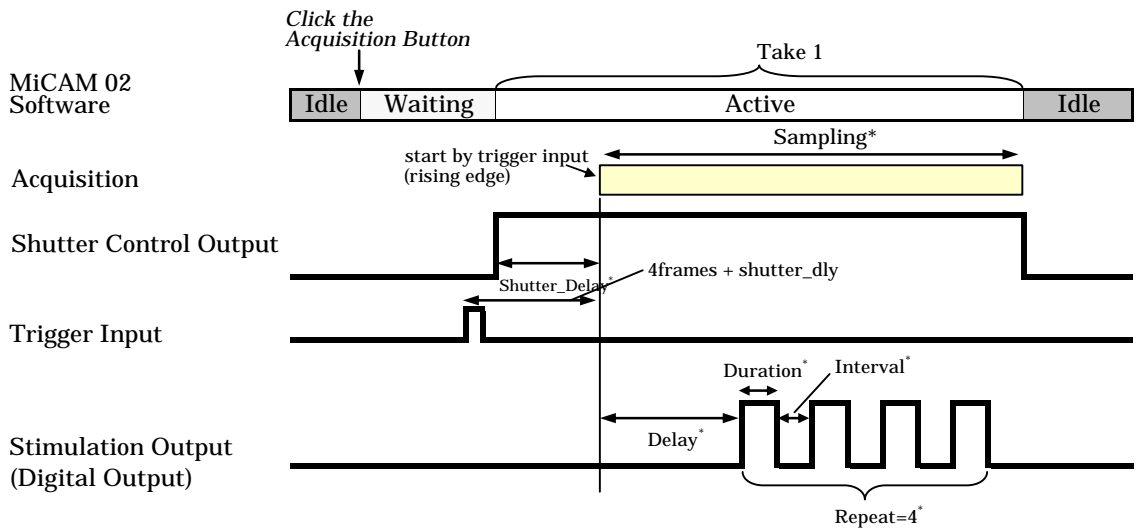 Click the
Acquisition Button
Take 1
MiCAM 02
Software
Idle
Waiting
Active
Idle
Sampling*
start by trigger input
(rising edge)
Acquisition
Shutter Control Output
Shutter_Delay*
4frames + shutter_dly
Trigger Input
Duration*
Interval*
Delay*
Stimulation Output
(Digital Output)
Repeat=4*